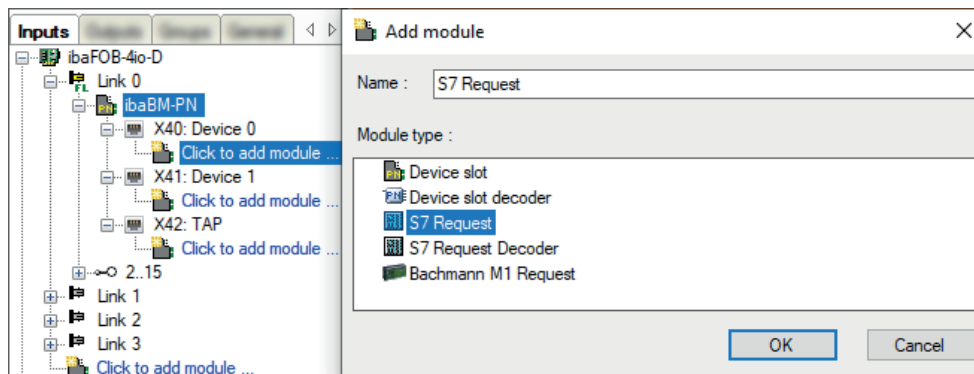 Inputs
ibaFOB-4io-D
Link 0
ibaBM-PN
X40: Device 0
Click to add module ...
X41: Device 1
Click to add module ...
X42: TAP
Click to add module ...
2..15
Link 1
Link 2
Link 3
Click to add module ...
Add module
Name :
S7 Request
Module type :
Device slot
Device slot decoder
S7 Request
S7 Request Decoder
Bachmann M1 Request
OK
Cancel